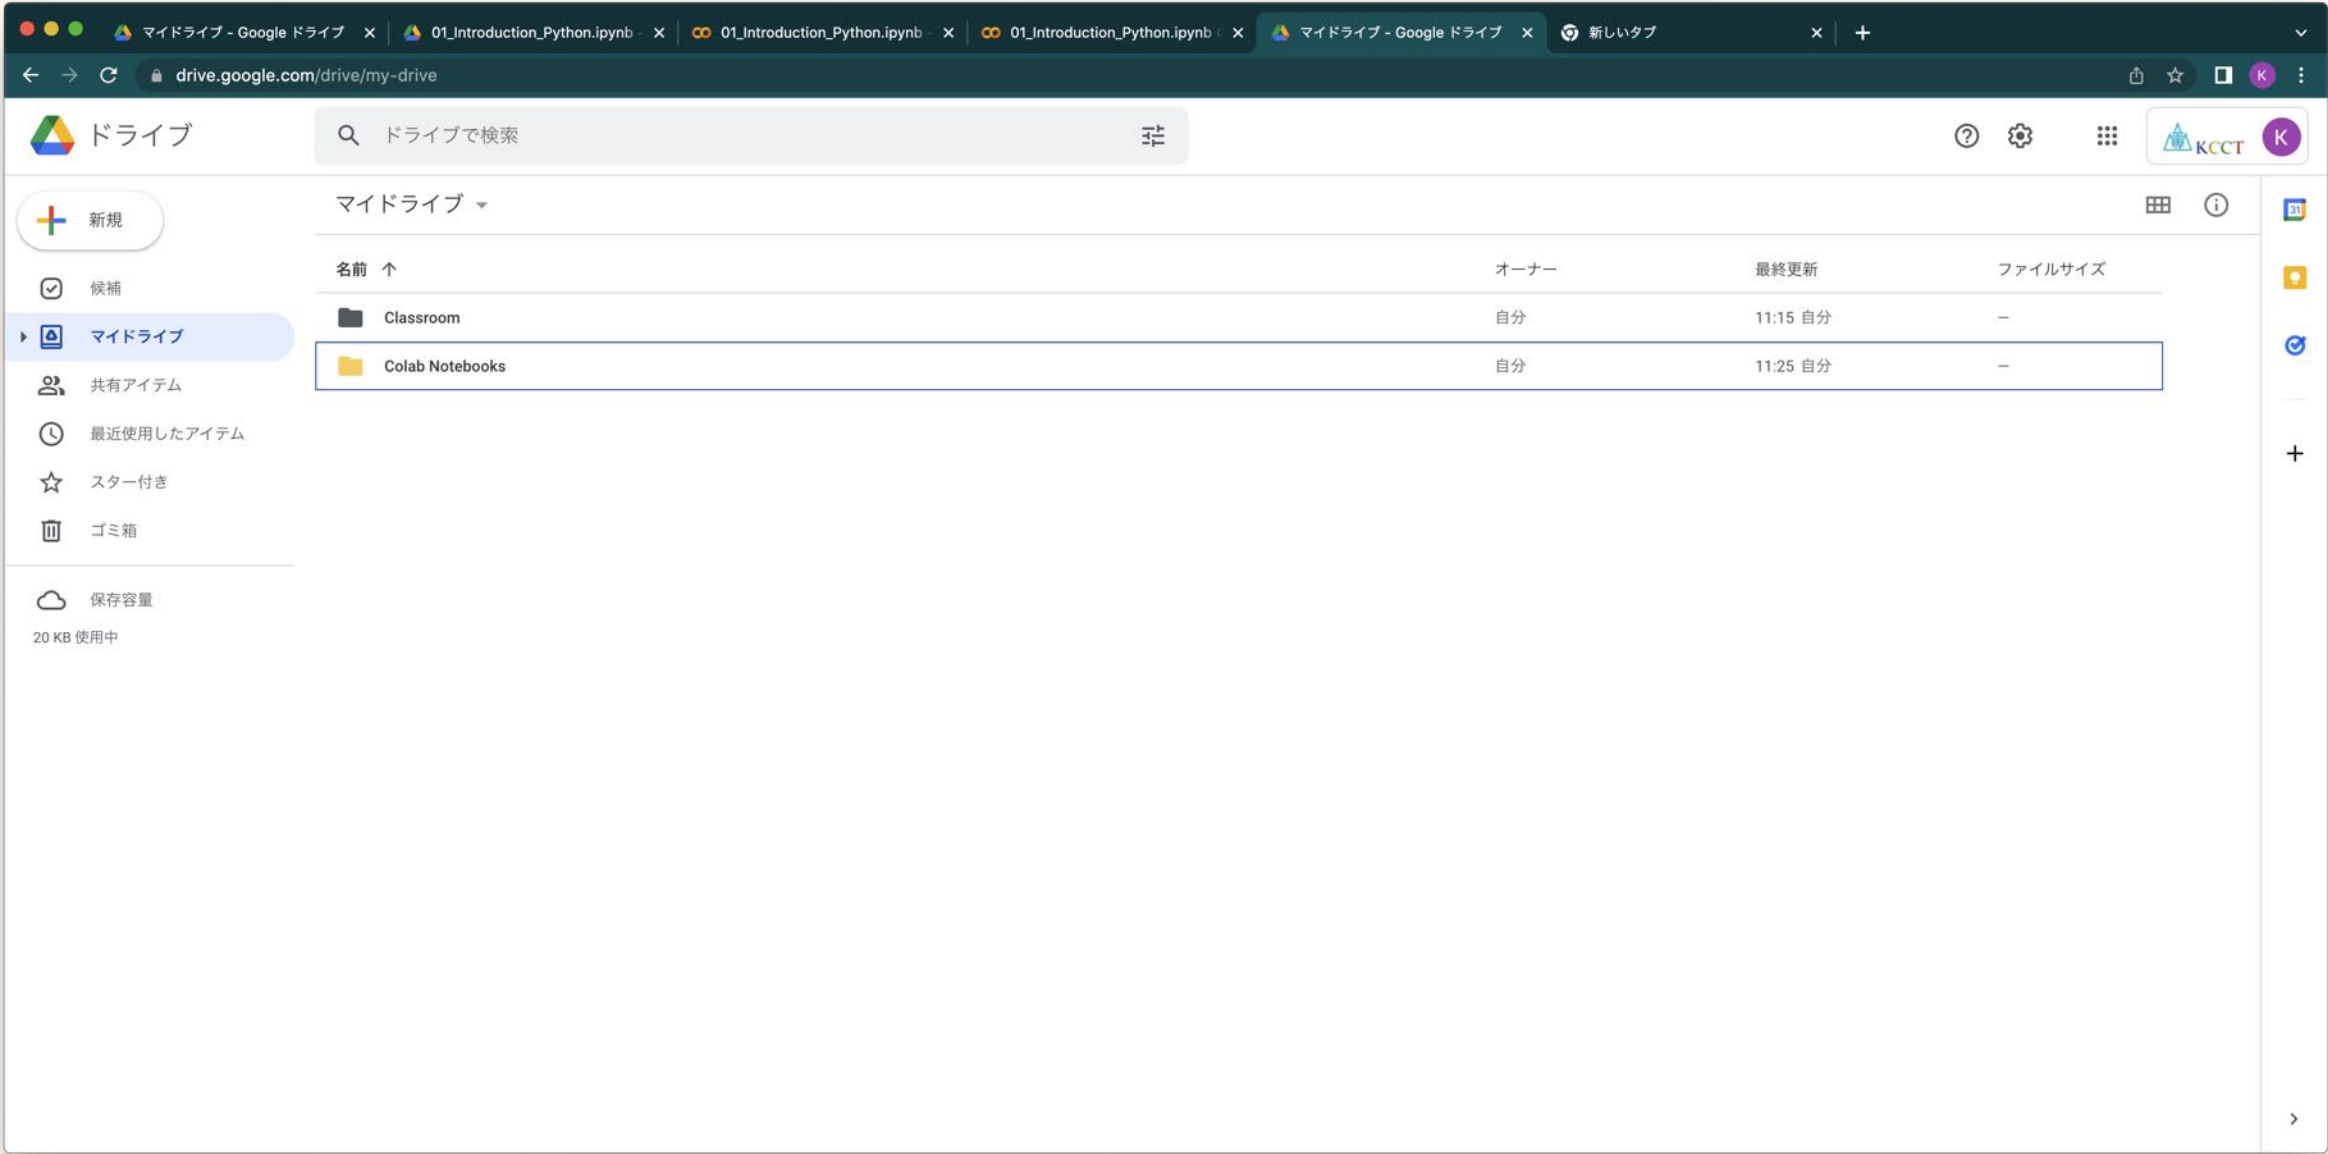 マイドライブ - Google ドライブ
01_Introduction_Python.ipynb -
01_Introduction_Python.ipynb -
01_Introduction_Python.ipynb
マイドライブ - Google ドライブ
新しいタブ
drive.google.com/drive/my-drive
K
ドライブ
ドライブで検索
KCCT
K
新規
候補
マイドライブ
共有アイテム
最近使用したアイテム
スター付き
ゴミ箱
保存容量
20 KB 使用中
マイドライブ
名前 オーナー 最終更新 ファイルサイズ
Classroom 自分 11:15 自分 –
Colab Notebooks 自分 11:25 自分 –
31